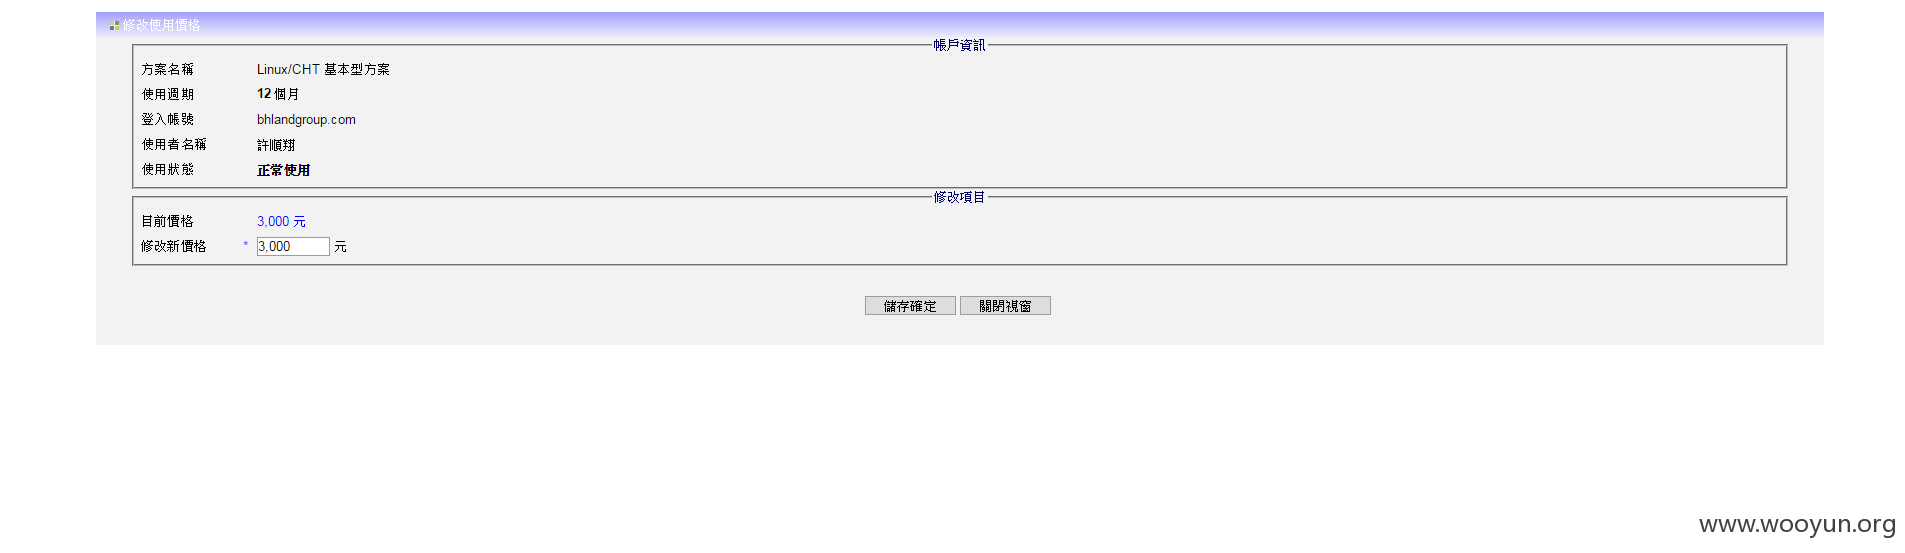 修改使用價格
帳戶資訊
方案名稱 Linux/CHT 基本型方案
使用週期 12 個月
登入帳號 bhlandgroup.com
使用者名稱 許順翔
使用狀態 正常使用
修改項目
目前價格 3,000 元
修改新價格 * 3,000 元
儲存確定 關閉視窗
www.wooyun.org